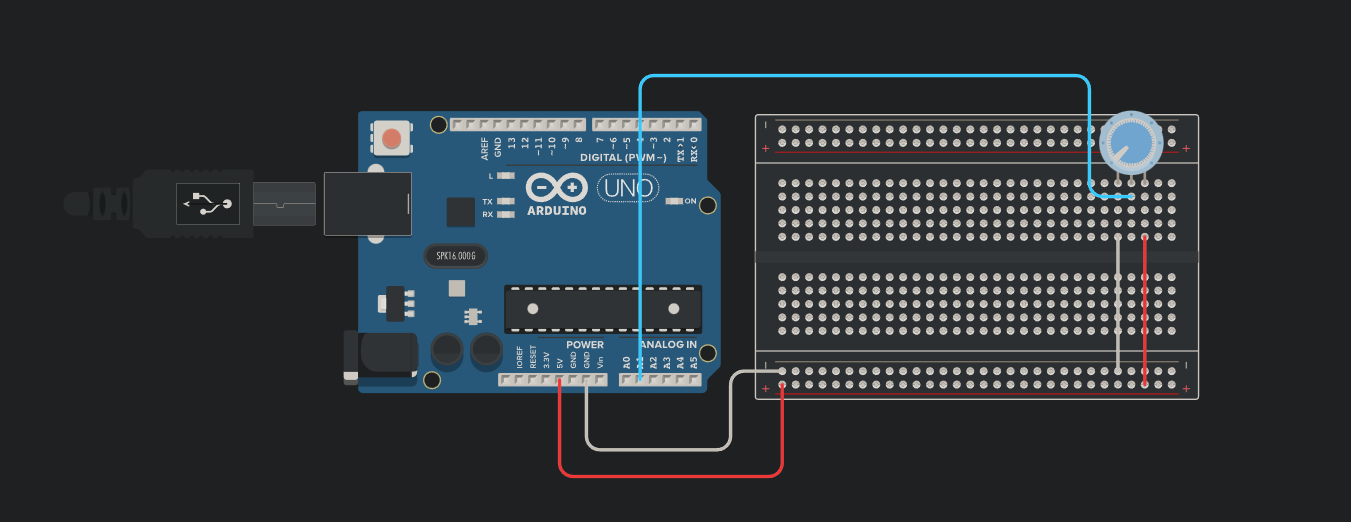 AREF
GND
13
12
~11
~10
~9
8
7
~6
~5
~3
2
TX>1
RX<0
DIGITAL (PWM~)
L
TX
RX
UNO
ON
ARDUINO
SPK16.000G
POWER
ANALOG IN
IOREF
RESET
3.3V
5V
GND
GND
Vin
A0
A2
A3
A4
A5